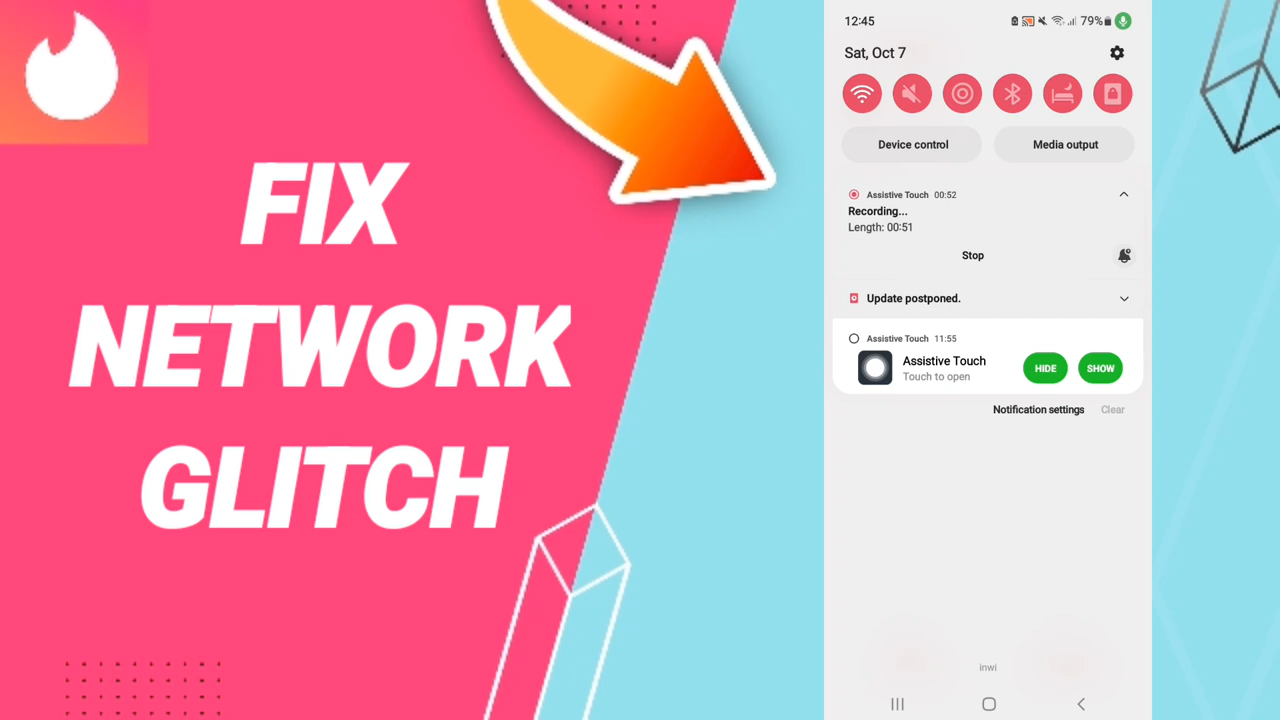 FIX
NETWORK
GLITCH
12:45
79%
Sat, Oct 7
Device control
Media output
Assistive Touch 00:52
Recording...
Length: 00:51
Stop
Update postponed.
Assistive Touch 11:55
Assistive Touch
Touch to open
HIDE
SHOW
Notification settings
Clear
inwi